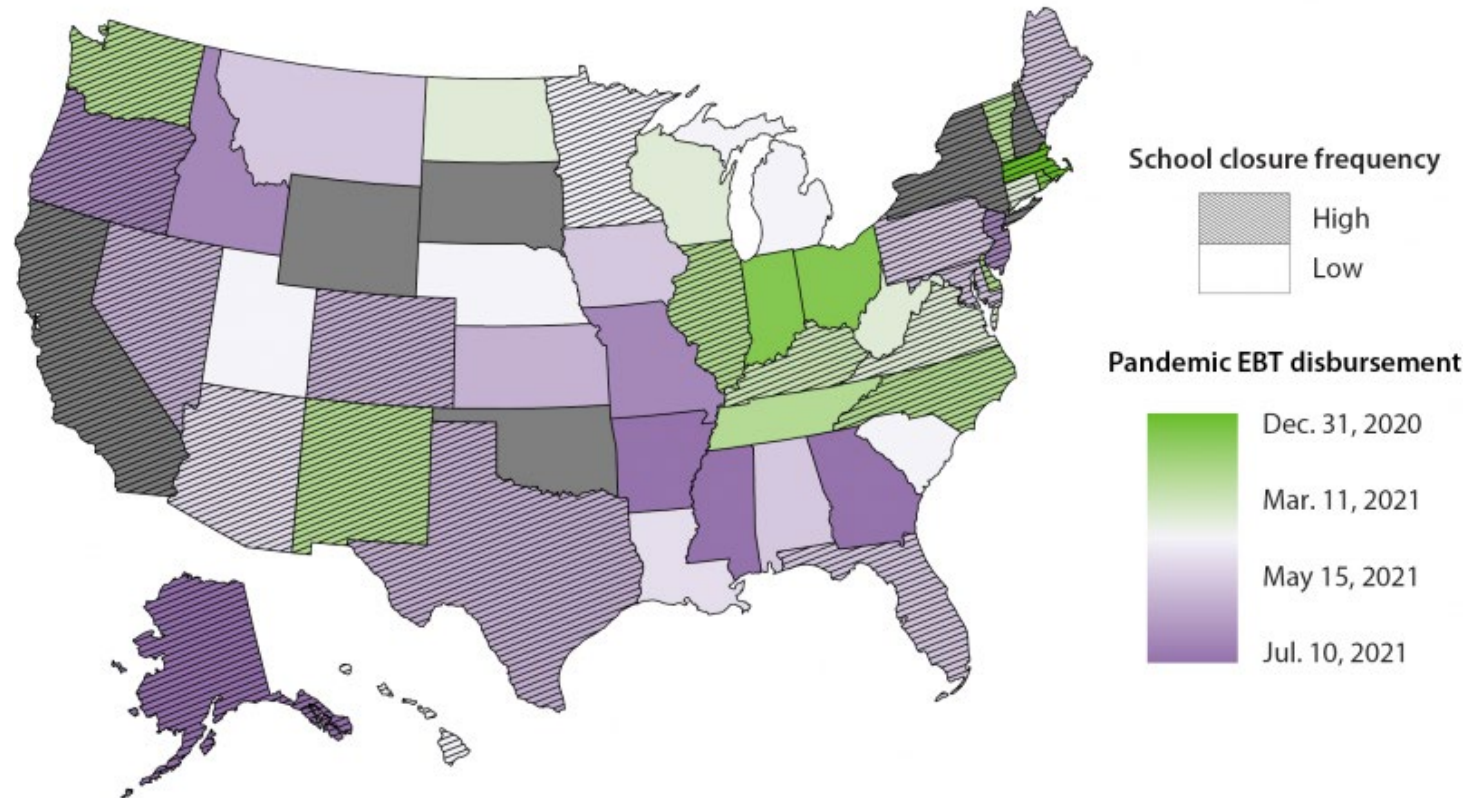 School closure frequency
High
Low
Pandemic EBT disbursement
Dec. 31, 2020
Mar. 11, 2021
May 15, 2021
Jul. 10, 2021